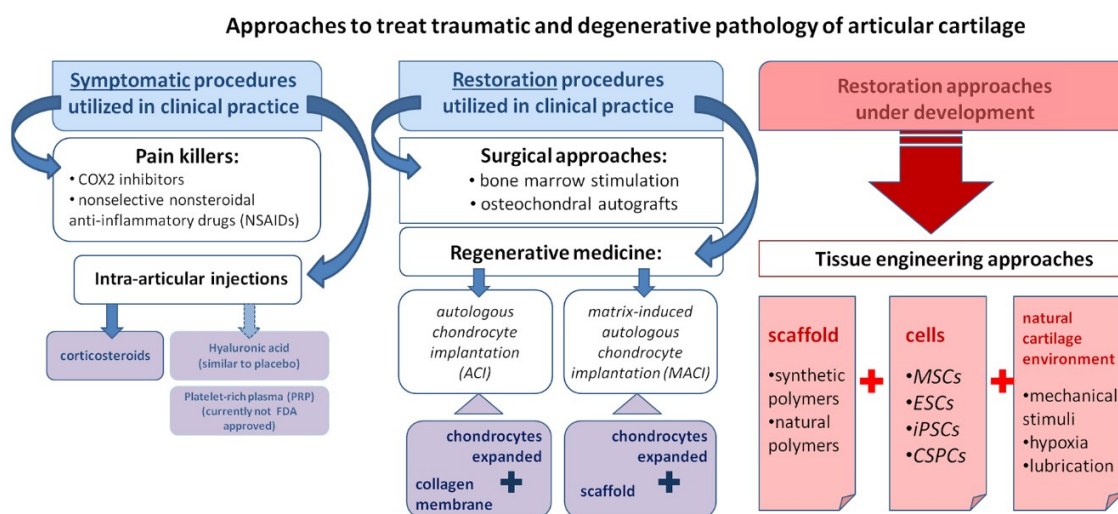 Approaches to treat traumatic and degenerative pathology of articular cartilage
Symptomatic procedures
utilized in clinical practice
Pain killers:
• COX2 inhibitors
• nonselective nonsteroidal
anti-inflammatory drugs (NSAIDs)
Intra-articular injections
corticosteroids
Hyaluronic acid
(similar to placebo)
Platelet-rich plasma (PRP)
(currently not FDA
approved)
Restoration procedures
utilized in clinical practice
Surgical approaches:
• bone marrow stimulation
• osteochondral autografts
Regenerative medicine:
autologous
chondrocyte
implantation
(ACI)
matrix-induced
autologous
chondrocyte
implantation (MACI)
chondrocytes
expanded
+
collagen
membrane
chondrocytes
expanded
+
scaffold
Restoration approaches
under development
Tissue engineering approaches
scaffold
•synthetic
polymers
•natural
polymers
+
cells
•MSCs
•ESCs
•iPSCs
•CSPCs
+
natural
cartilage
environment
•mechanical
stimuli
•hypoxia
•lubrication